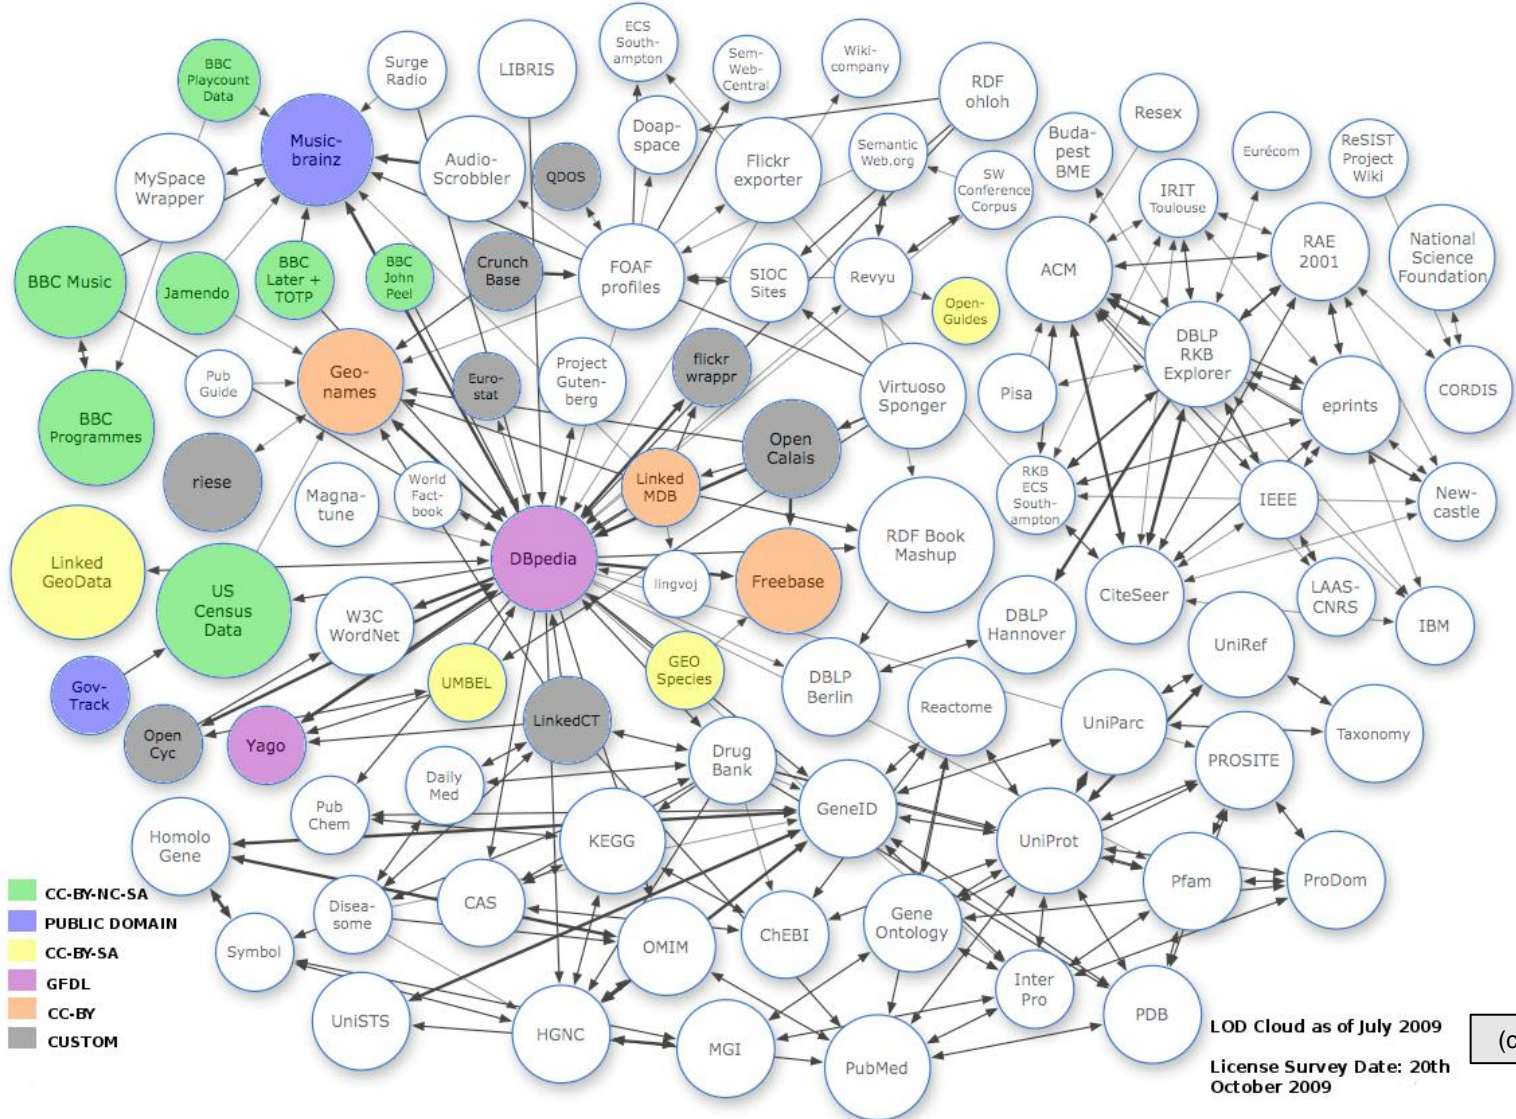 BBC
Playcount
Data
Surge
Radio
LIBRIS
ECS
South-
ampton
Sem-
Web-
Central
Wiki-
company
RDF
ohloh
Music-
brainz
MySpace
Wrapper
Audio-
Scrobbler
QDOS
Doap-
space
Flickr
exporter
Semantic
Web.org
SW
Conference
Corpus
Buda-
pest
BME
Resex
IRIT
Toulouse
Eurécom
ReSIST
Project
Wiki
BBC Music
Jamendo
BBC
Later +
TOTP
BBC
John
Peel
Crunch
Base
FOAF
profiles
SIOC
Sites
Revyu
Open-
Guides
ACM
RAE
2001
National
Science
Foundation
Pub
Guide
Geo-
names
Euro-
stat
Project
Guten-
berg
flickr
wrappr
Virtuoso
Sponger
Pisa
DBLP
RKB
Explorer
eprints
CORDIS
BBC
Programmes
riese
Magna-
tune
World
Fact-
book
Linked
MDB
Open
Calais
RKB
ECS
South-
ampton
IEEE
New-
castle
Linked
GeoData
US
Census
Data
W3C
WordNet
DBpedia
lingvoj
Freebase
RDF Book
Mashup
DBLP
Hannover
CiteSeer
LAAS-
CNRS
IBM
Gov-
Track
Open
Cyc
Yago
UMBEL
LinkedCT
GEO
Species
DBLP
Berlin
Reactome
UniParc
UniRef
Taxonomy
PROSITE
Daily
Med
Drug
Bank
Pub
Chem
Homolo
Gene
KEGG
GeneID
UniProt
Pfam
ProDom
Disea-
some
CAS
Symbol
OMIM
ChEBI
Gene
Ontology
Inter
Pro
UniSTS
HGNC
MGI
PubMed
PDB
CC-BY-NC-SA
PUBLIC DOMAIN
CC-BY-SA
GFDL
CC-BY
CUSTOM
LOD Cloud as of July 2009
License Survey Date: 20th
October 2009